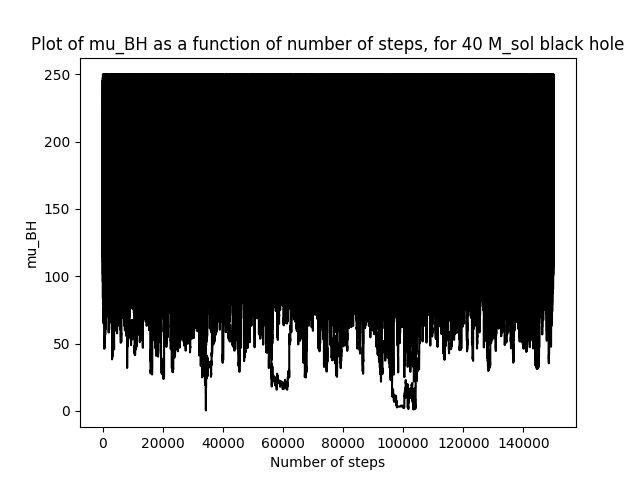 Plot of mu_BH as a function of number of steps, for 40 M_sol black hole
250
200
150
100
50
0
mu_BH
0 20000 40000 60000 80000 100000 120000 140000
Number of steps